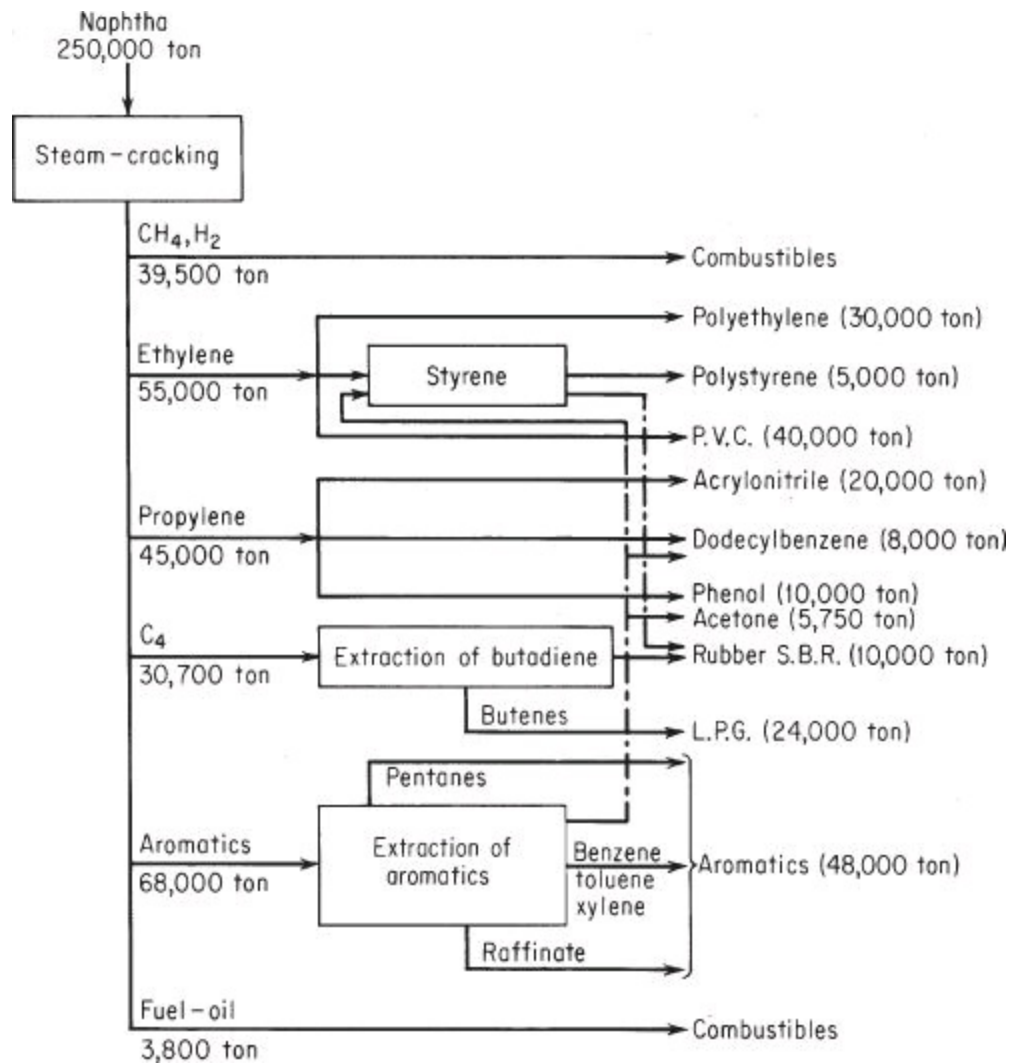 Naphtha
250,000 ton
Steam-cracking
CH₄, H₂
39,500 ton
Combustibles
Polyethylene (30,000 ton)
Ethylene
55,000 ton
Styrene
Polystyrene (5,000 ton)
P.V.C. (40,000 ton)
Acrylonitrile (20,000 ton)
Propylene
45,000 ton
Dodecylbenzene (8,000 ton)
Phenol (10,000 ton)
Acetone (5,750 ton)
C₄
30,700 ton
Extraction of butadiene
Rubber S.B.R. (10,000 ton)
Butenes
L.P.G. (24,000 ton)
Pentanes
Aromatics
68,000 ton
Extraction of
aromatics
Benzene
toluene
xylene
Aromatics (48,000 ton)
Raffinate
Fuel-oil
3,800 ton
Combustibles